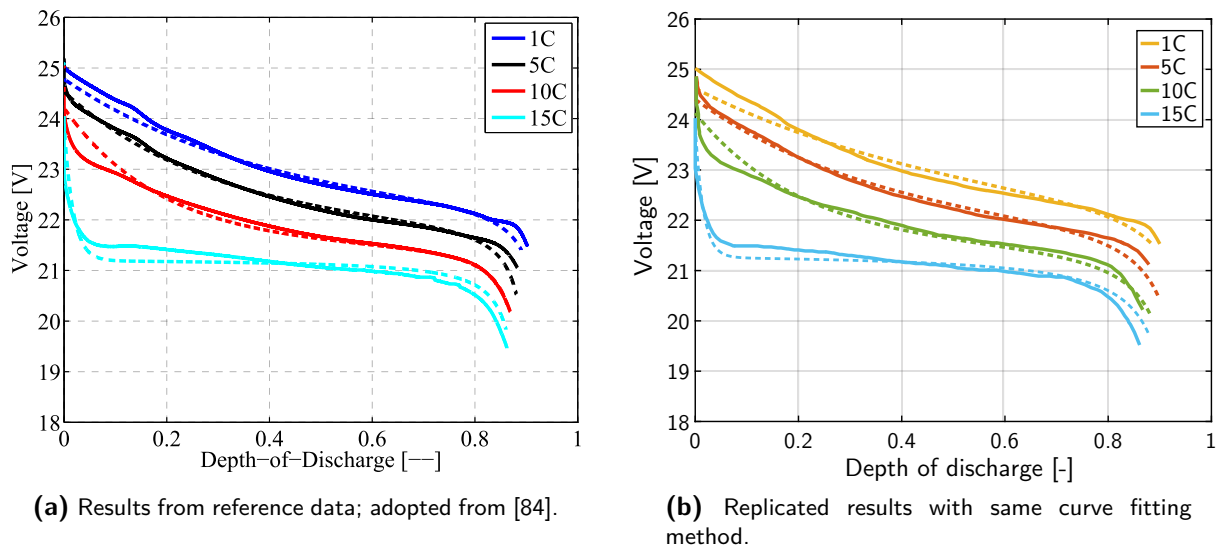 26
25
24
23
22
21
20
19
18
Voltage [V]
0
0.2
0.4
0.6
0.8
1
Depth−of−Discharge [−−]
1C
5C
10C
15C
(a) Results from reference data; adopted from [84].
26
25
24
23
22
21
20
19
18
Voltage [V]
0
0.2
0.4
0.6
0.8
1
Depth of discharge [-]
1C
5C
10C
15C
(b) Replicated results with same curve fitting
method.